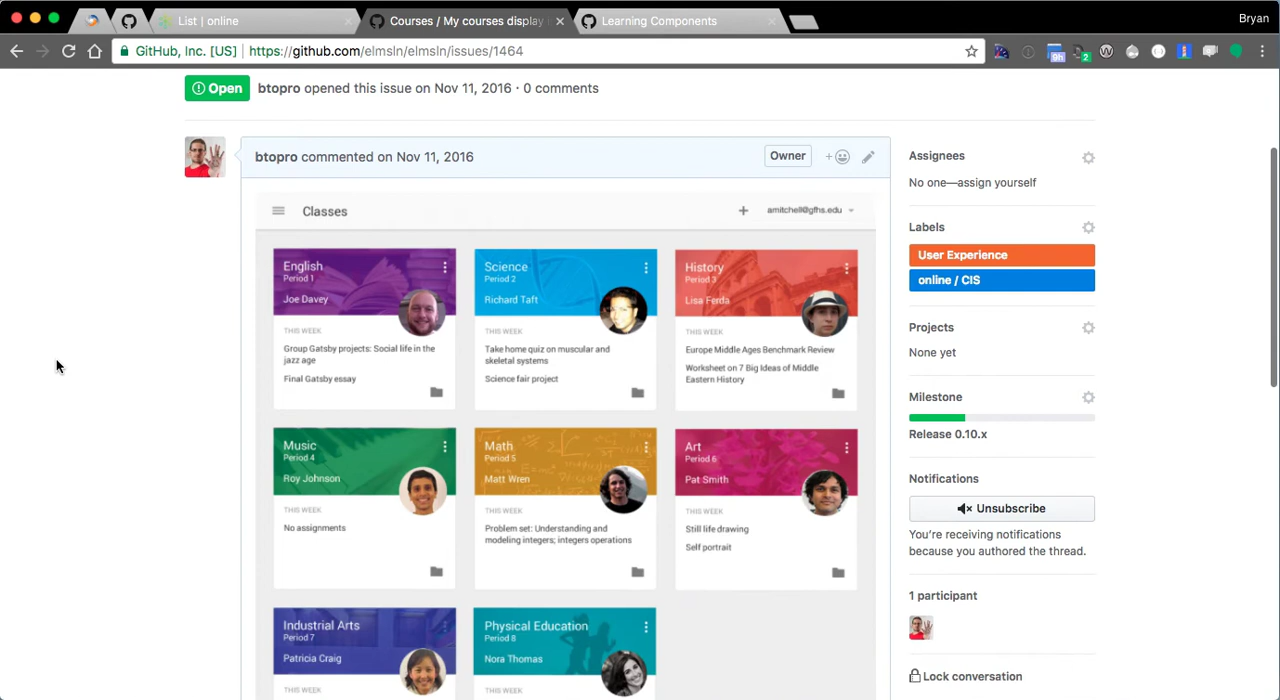 Bryan
List | online
Courses / My courses display
Learning Components
GitHub, Inc. [US] | https://github.com/elmsln/elmsln/issues/1464
9h
2
Open
btopro opened this issue on Nov 11, 2016 · 0 comments
btopro commented on Nov 11, 2016
Owner
Classes
amitchell@gfhs.edu
English
Period 1
Joe Davey
THIS WEEK
Group Gatsby projects: Social life in the
jazz age
Final Gatsby essay
Science
Period 2
Richard Taft
THIS WEEK
Take home quiz on muscular and
skeletal systems
Science fair project
History
Period 3
Lisa Ferda
THIS WEEK
Europe Middle Ages Benchmark Review
Worksheet on 7 Big Ideas of Middle
Eastern History
Music
Period 4
Roy Johnson
THIS WEEK
No assignments
Math
Period 5
Matt Wren
THIS WEEK
Problem set: Understanding and
modeling integers; integers operations
Art
Period 6
Pat Smith
THIS WEEK
Still life drawing
Self portrait
Industrial Arts
Period 7
Patricia Craig
THIS WEEK
Physical Education
Period 8
Nora Thomas
THIS WEEK
Assignees
No one—assign yourself
Labels
User Experience
online / CIS
Projects
None yet
Milestone
Release 0.10.x
Notifications
Unsubscribe
You're receiving notifications
because you authored the thread.
1 participant
Lock conversation